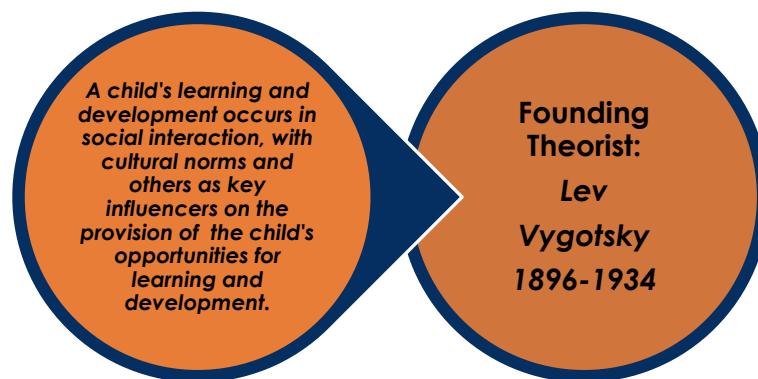 A child's learning and
development occurs in
social interaction, with
cultural norms and
others as key
influencers on the
provision of the child's
opportunities for
learning and
development.
Founding
Theorist:
Lev
Vygotsky
1896-1934